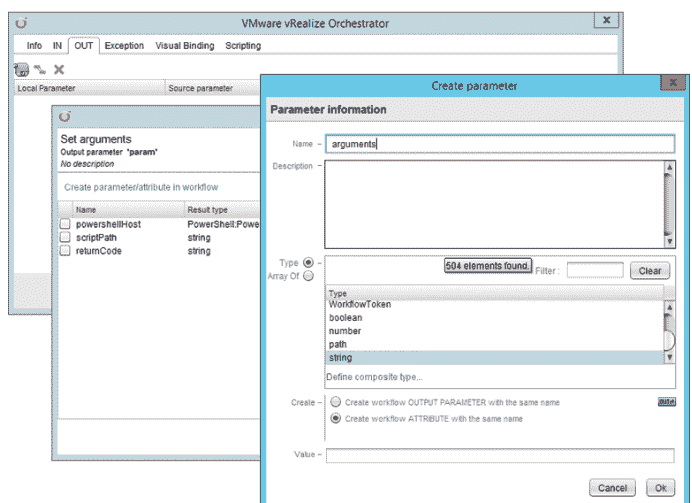 VMware vRealize Orchestrator
Info IN OUT Exception Visual Binding Scripting
Local Parameter Source parameter
Set arguments
Output parameter "param"
No description
Create parameter/attribute in workflow
Name Result type
powershellHost PowerShell:Powe
scriptPath string
returnCode string
Create parameter
Parameter information
Name arguments
Description
Type
Array Of
504 elements found. Filter : Clear
Type
WorkflowToken
boolean
number
path
string
Define composite type...
Create Create workflow OUTPUT PARAMETER with the same name
Create workflow ATTRIBUTE with the same name
Value
Cancel Ok